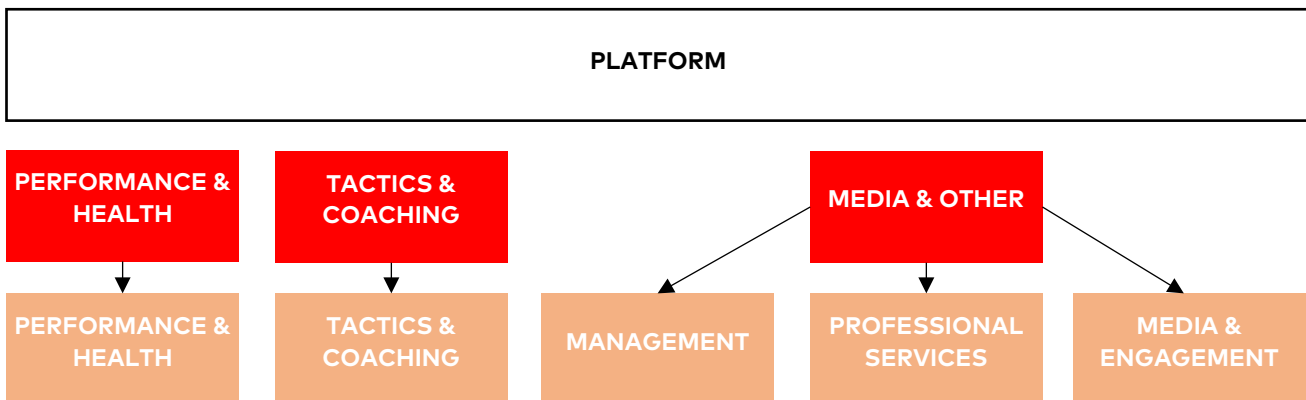 PLATFORM
PERFORMANCE &
HEALTH
TACTICS &
COACHING
MEDIA & OTHER
PERFORMANCE &
HEALTH
TACTICS &
COACHING
MANAGEMENT
PROFESSIONAL
SERVICES
MEDIA &
ENGAGEMENT